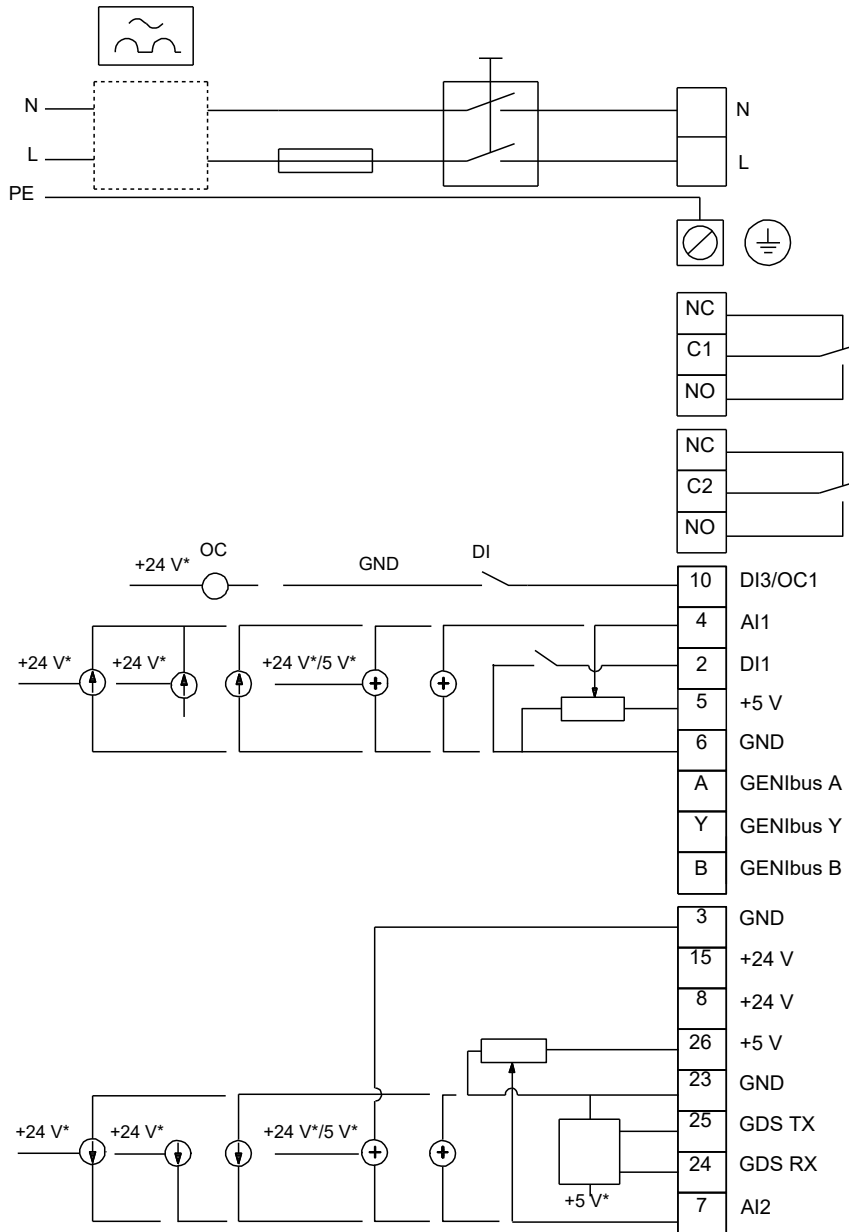 N
N
L
L
PE
NC
C1
NO
NC
C2
NO
+24 V* OC GND DI 10 DI3/OC1
4 AI1
+24 V* +24 V* +24 V*/5 V* 2 DI1
5 +5 V
6 GND
A GENIbus A
Y GENIbus Y
B GENIbus B
3 GND
15 +24 V
8 +24 V
26 +5 V
23 GND
+24 V* +24 V* +24 V*/5 V* 25 GDS TX
24 GDS RX
+5 V* 7 AI2